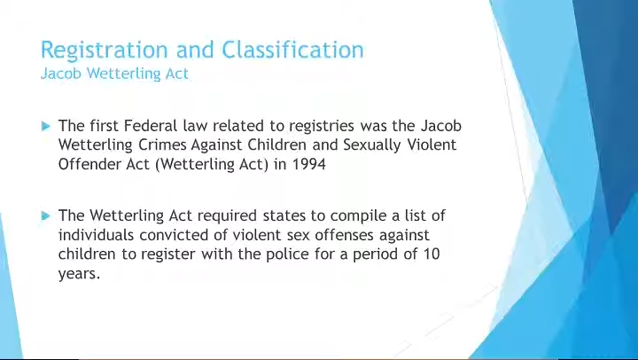 Registration and Classification
Jacob Wetterling Act
The first Federal law related to registries was the Jacob
Wetterling Crimes Against Children and Sexually Violent
Offender Act (Wetterling Act) in 1994
The Wetterling Act required states to compile a list of
individuals convicted of violent sex offenses against
children to register with the police for a period of 10
years.